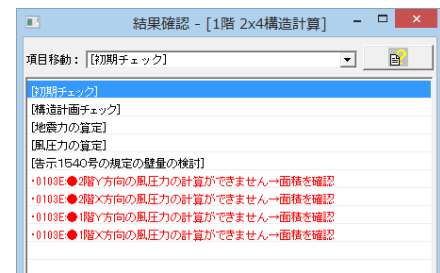 結果確認 - [1階 2x4構造計算]
項目移動： [初期チェック]
[初期チェック]
[構造計画チェック]
[地震力の算定]
[風圧力の算定]
[告示1540号の規定の壁量の検討]
・0103E:●2階Y方向の風圧力の計算ができません→面積を確認
・0103E:●2階X方向の風圧力の計算ができません→面積を確認
・0103E:●1階Y方向の風圧力の計算ができません→面積を確認
・0103E:●1階X方向の風圧力の計算ができません→面積を確認